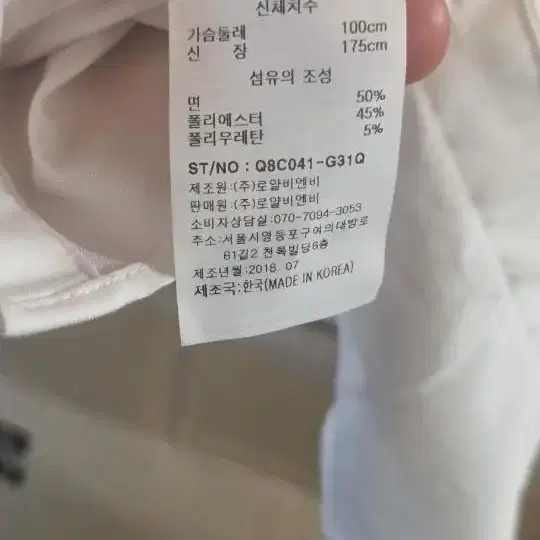 신체치수
가슴둘레 100cm
신 장 175cm
섬유의 조성
면 50%
폴리에스터 45%
폴리우레탄 5%
ST/NO : Q8C041-G31Q
제조원:(주)로얄비엔비
판매원:(주)로얄비엔비
소비자상담실:070-7094-3053
주소:서울시영등포구여의대방로
61길2 천록빌딩6층
제조년월:2018. 07
제조국:한국(MADE IN KOREA)